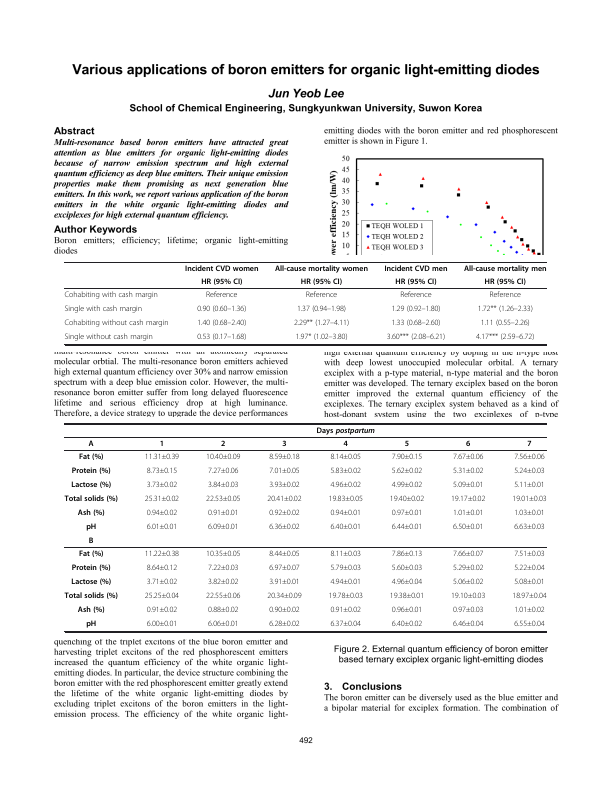 Various applications of boron emitters for organic light-emitting diodes
Jun Yeob Lee
School of Chemical Engineering, Sungkyunkwan University, Suwon Korea
Abstract
Multi-resonance based boron emitters have attracted great
attention as blue emitters for organic light-emitting diodes
because of narrow emission spectrum and high external
quantum efficiency as deep blue emitters. Their unique emission
properties make them promising as next generation blue
emitters. In this work, we report various application of the boron
emitters in the white organic light-emitting diodes and
exciplexes for high external quantum efficiency.
Author Keywords
Boron emitters; efficiency; lifetime; organic light-emitting
diodes
emitting diodes with the boron emitter and red phosphorescent
emitter is shown in Figure 1.
50
45
40
35
30
25
20
15
10
wer efficiency (lm/W)
TEQH WOLED 1
TEQH WOLED 2
TEQH WOLED 3
Incident CVD women All-cause mortality women Incident CVD men All-cause mortality men
HR (95% CI) HR (95% CI) HR (95% CI) HR (95% CI)
Cohabiting with cash margin Reference Reference Reference Reference
Single with cash margin 0.90 (0.60–1.36) 1.37 (0.94–1.98) 1.29 (0.92–1.80) 1.72** (1.26–2.33)
Cohabiting without cash margin 1.40 (0.68–2.40) 2.29** (1.27–4.11) 1.33 (0.68–2.60) 1.11 (0.55–2.26)
Single without cash margin 0.53 (0.17–1.68) 1.97* (1.02–3.80) 3.60*** (2.08–6.21) 4.17*** (2.59–6.72)
multi-resonance boron emitter with an atomically separated
molecular orbtial. The multi-resonance boron emitters achieved
high external quantum efficiency over 30% and narrow emission
spectrum with a deep blue emission color. However, the multi-
resonance boron emitter suffer from long delayed fluorescence
lifetime and serious efficiency drop at high luminance.
Therefore, a device strategy to upgrade the device performances
high external quantum efficiency by doping in the n-type host
with deep lowest unoccupied molecular orbital. A ternary
exciplex with a p-type material, n-type material and the boron
emitter was developed. The ternary exciplex based on the boron
emitter improved the external quantum efficiency of the
exciplexes. The ternary exciplex system behaved as a kind of
host-donant system using the two exciplexes of n-type
Days postpartum
A 1 2 3 4 5 6 7
Fat (%) 11.31±0.39 10.40±0.09 8.59±0.18 8.14±0.05 7.90±0.15 7.67±0.06 7.56±0.06
Protein (%) 8.73±0.15 7.27±0.06 7.01±0.05 5.83±0.02 5.62±0.02 5.31±0.02 5.24±0.03
Lactose (%) 3.73±0.02 3.84±0.03 3.93±0.02 4.96±0.02 4.99±0.02 5.09±0.01 5.11±0.01
Total solids (%) 25.31±0.02 22.53±0.05 20.41±0.02 19.83±0.05 19.40±0.02 19.17±0.02 19.01±0.03
Ash (%) 0.94±0.02 0.91±0.01 0.92±0.02 0.94±0.01 0.97±0.01 1.01±0.01 1.03±0.01
pH 6.01±0.01 6.09±0.01 6.36±0.02 6.40±0.01 6.44±0.01 6.50±0.01 6.63±0.03
B
Fat (%) 11.22±0.38 10.35±0.05 8.44±0.05 8.11±0.03 7.86±0.13 7.66±0.07 7.51±0.03
Protein (%) 8.64±0.12 7.22±0.03 6.97±0.07 5.79±0.03 5.60±0.03 5.29±0.02 5.22±0.04
Lactose (%) 3.71±0.02 3.82±0.02 3.91±0.01 4.94±0.01 4.96±0.04 5.06±0.02 5.08±0.01
Total solids (%) 25.25±0.04 22.55±0.06 20.34±0.09 19.78±0.03 19.38±0.01 19.10±0.03 18.97±0.04
Ash (%) 0.91±0.02 0.88±0.02 0.90±0.02 0.91±0.02 0.96±0.01 0.97±0.03 1.01±0.02
pH 6.00±0.01 6.06±0.01 6.28±0.02 6.37±0.04 6.40±0.02 6.46±0.04 6.55±0.04
quenching of the triplet excitons of the blue boron emitter and
harvesting triplet excitons of the red phosphorescent emitters
increased the quantum efficiency of the white organic light-
emitting diodes. In particular, the device structure combining the
boron emitter with the red phosphorescent emitter greatly extend
the lifetime of the white organic light-emitting diodes by
excluding triplet excitons of the boron emitters in the light-
emission process. The efficiency of the white organic light-
Figure 2. External quantum efficiency of boron emitter
based ternary exciplex organic light-emitting diodes
3. Conclusions
The boron emitter can be diversely used as the blue emitter and
a bipolar material for exciplex formation. The combination of
492